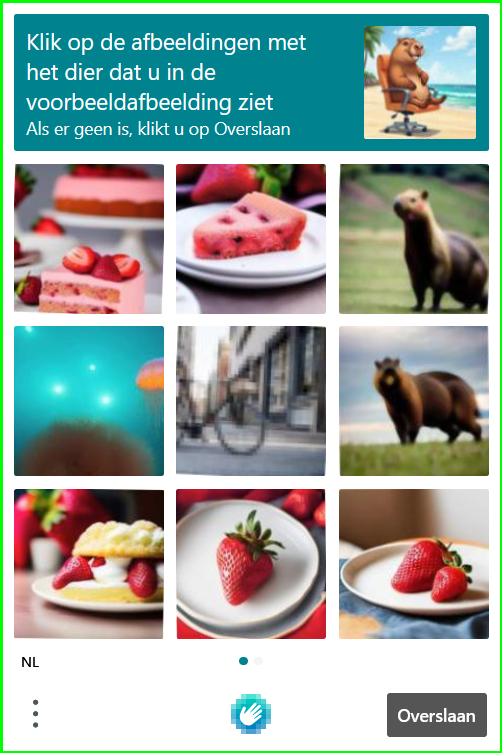 Klik op de afbeeldingen met
het dier dat u in de
voorbeeldafbeelding ziet
Als er geen is, klikt u op Overslaan
NL
Overslaan